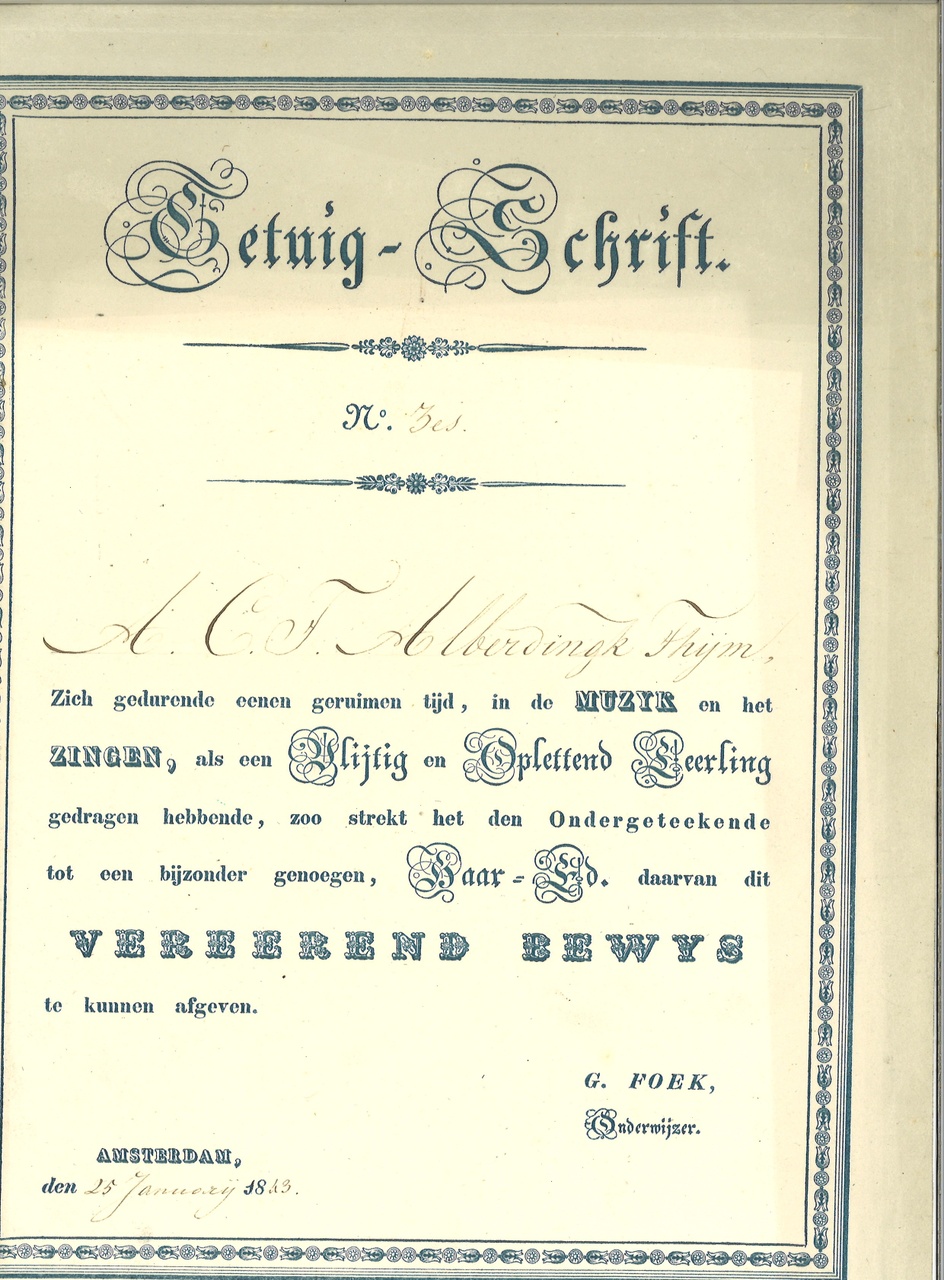 Getuig-Schrift.
No. Zes.
A. C. T. Alberdingk Thijm,
Zich gedurende eenen geruimen tijd, in de MUZYK en het
ZINGEN, als een Vlijtig en Oplettend Leerling
gedragen hebbende, zoo strekt het den Ondergeteekende
tot een bijzonder genoegen, Haar-Ed. daarvan dit
VEREEREND BEWYS
te kunnen afgeven.
G. FOEK,
Onderwijzer.
AMSTERDAM,
den 25 Januarij 1843.